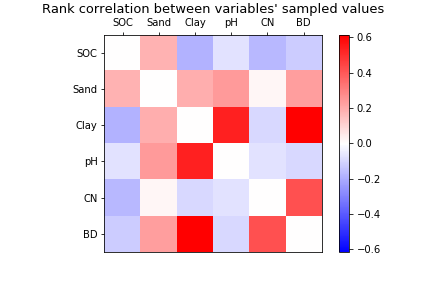 Rank correlation between variables' sampled values
SOC Sand Clay pH CN BD
SOC
Sand
Clay
pH
CN
BD
0.6
0.4
0.2
0.0
−0.2
−0.4
−0.6